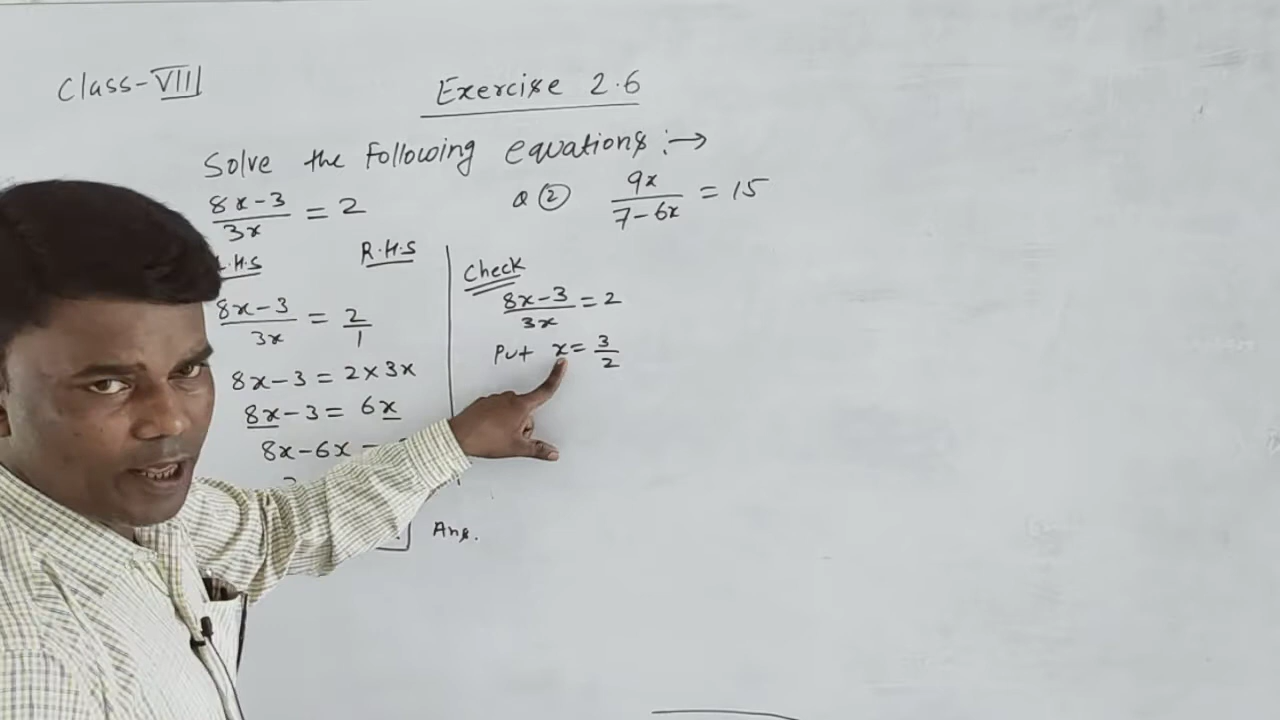 Class-VIII
Exercise 2.6
Solve the Following equations :→
8x-3/3x = 2
Q ② 9x/7-6x = 15
.H.S R.H.S
8x-3/3x = 2/1
8x-3 = 2×3x
8x-3 = 6x
8x-6x =
Ans.
Check
8x-3/3x = 2
Put x = 3/2